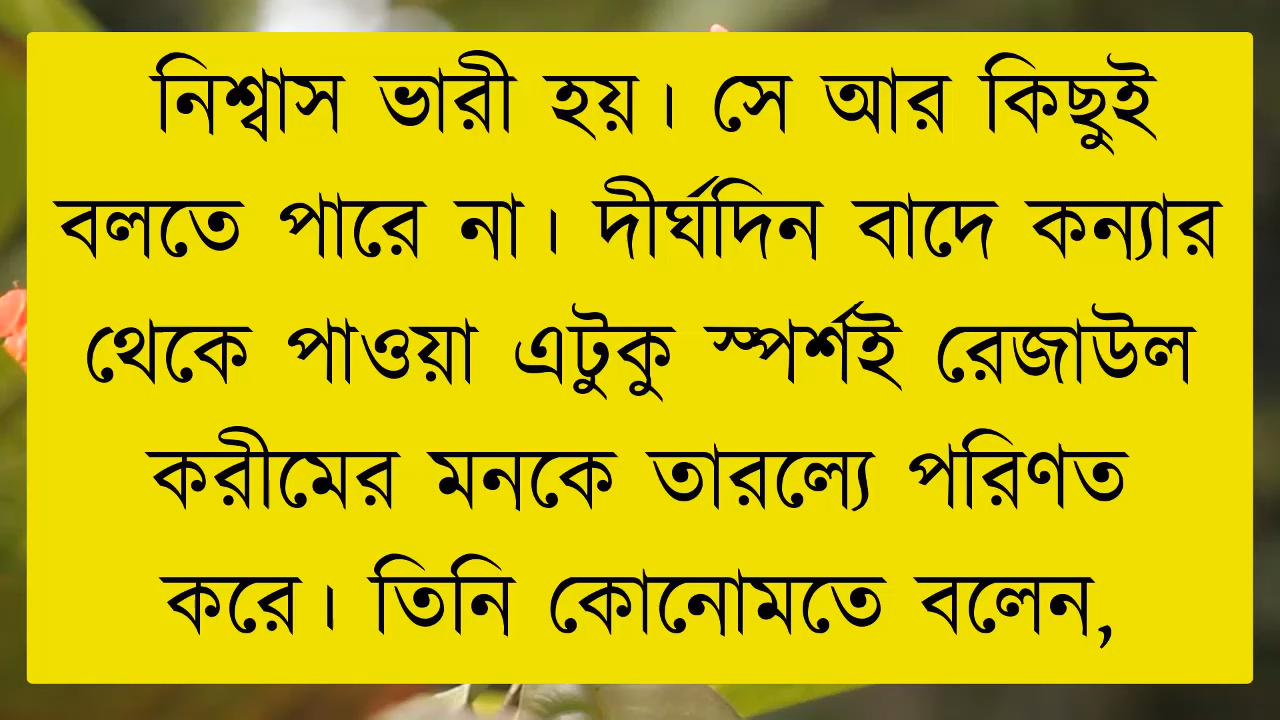 নিশ্বাস ভারী হয়। সে আর কিছুই
বলতে পারে না। দীর্ঘদিন বাদে কন্যার
থেকে পাওয়া এটুকু স্পর্শই রেজাউল
করীমের মনকে তারল্যে পরিণত
করে। তিনি কোনোমতে বলেন,